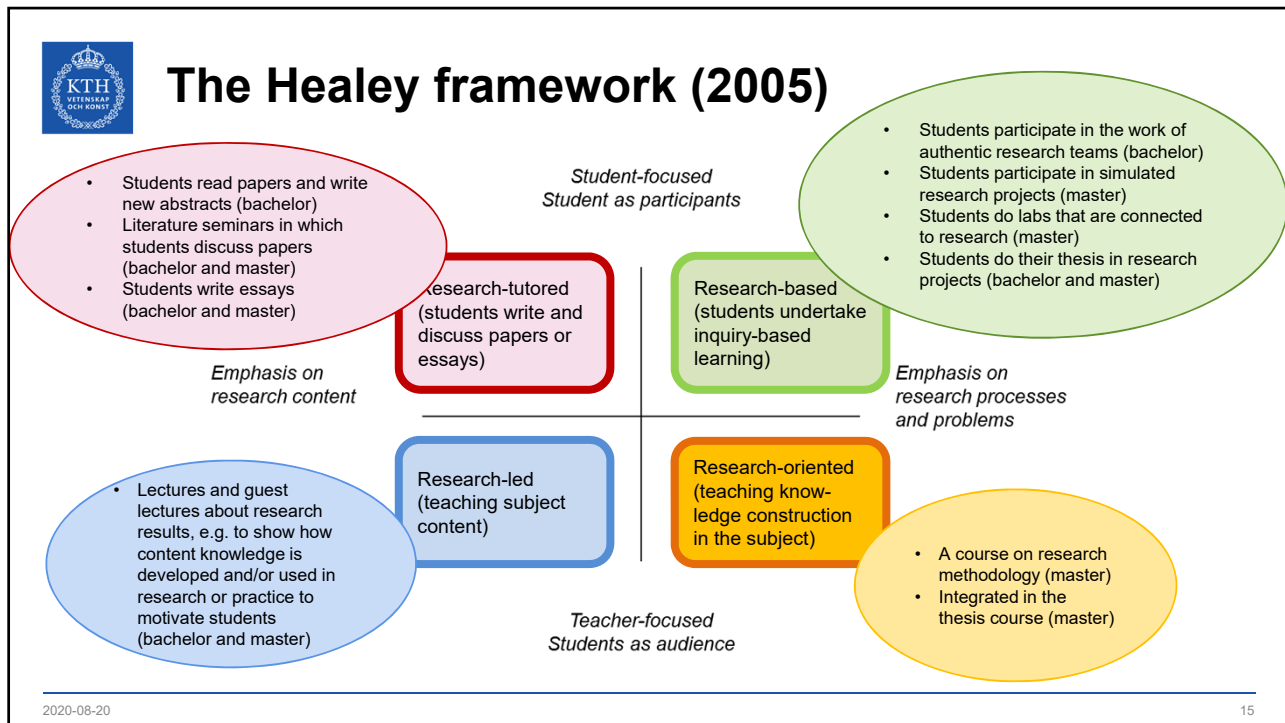 KTH
VETENSKAP
OCH KONST
The Healey framework (2005)
• Students read papers and write
new abstracts (bachelor)
• Literature seminars in which
students discuss papers
(bachelor and master)
• Students write essays
(bachelor and master)
Student-focused
Student as participants
• Students participate in the work of
authentic research teams (bachelor)
• Students participate in simulated
research projects (master)
• Students do labs that are connected
to research (master)
• Students do their thesis in research
projects (bachelor and master)
Research-tutored
(students write and
discuss papers or
essays)
Research-based
(students undertake
inquiry-based
learning)
Emphasis on
research content
Emphasis on
research processes
and problems
Research-led
(teaching subject
content)
Research-oriented
(teaching know-
ledge construction
in the subject)
• Lectures and guest
lectures about research
results, e.g. to show how
content knowledge is
developed and/or used in
research or practice to
motivate students
(bachelor and master)
• A course on research
methodology (master)
• Integrated in the
thesis course (master)
Teacher-focused
Students as audience
2020-08-20
15